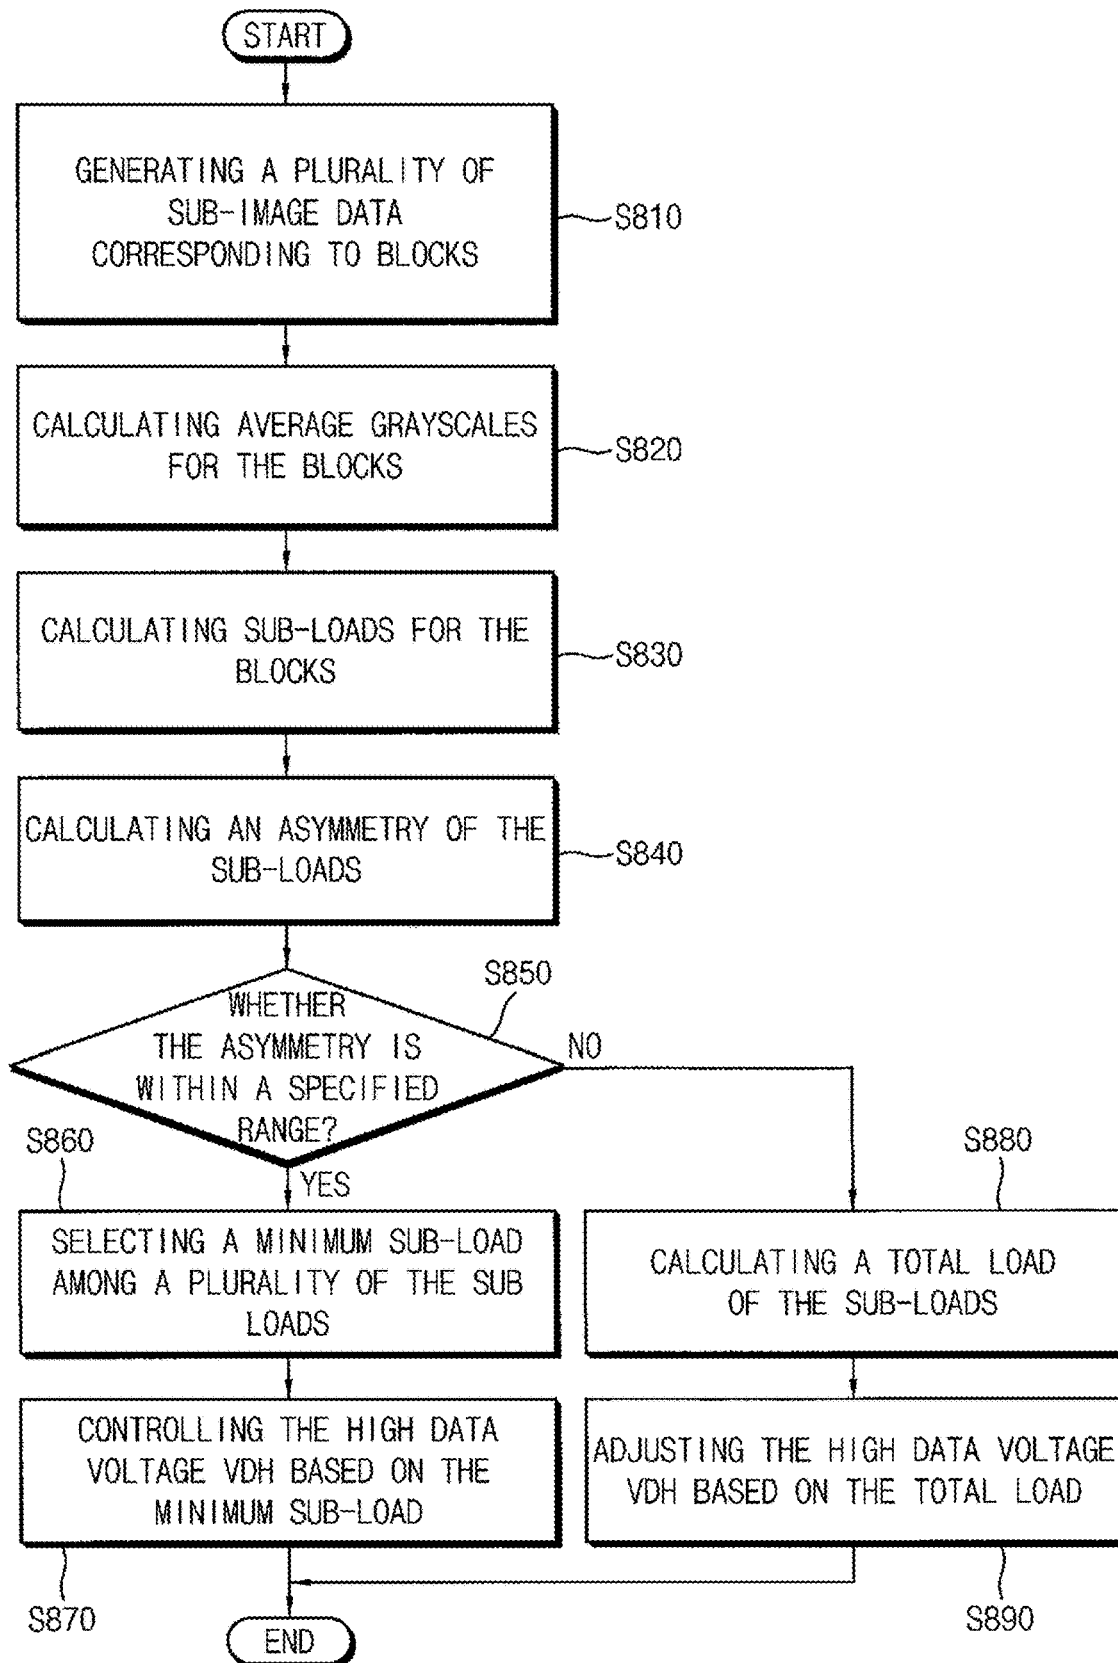 START
GENERATING A PLURALITY OF
SUB-IMAGE DATA
CORRESPONDING TO BLOCKS
S810
CALCULATING AVERAGE GRAYSCALES
FOR THE BLOCKS
S820
CALCULATING SUB-LOADS FOR THE
BLOCKS
S830
CALCULATING AN ASYMMETRY OF THE
SUB-LOADS
S840
S850
WHETHER
THE ASYMMETRY IS
WITHIN A SPECIFIED
RANGE?
NO
YES
S860
SELECTING A MINIMUM SUB-LOAD
AMONG A PLURALITY OF THE SUB
LOADS
S880
CALCULATING A TOTAL LOAD
OF THE SUB-LOADS
CONTROLLING THE HIGH DATA
VOLTAGE VDH BASED ON THE
MINIMUM SUB-LOAD
S870
ADJUSTING THE HIGH DATA VOLTAGE
VDH BASED ON THE TOTAL LOAD
S890
END